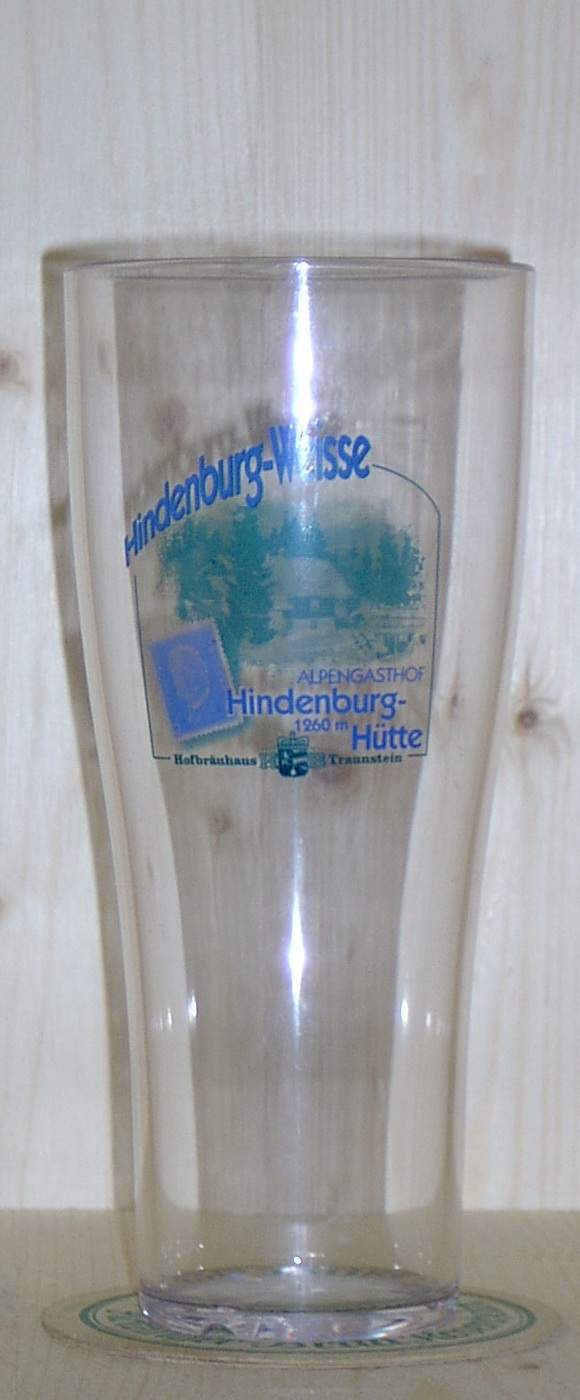 Hindenburg-Weisse
ALPENGASTHOF
Hindenburg-
1260 m Hütte
Hofbräuhaus Traunstein